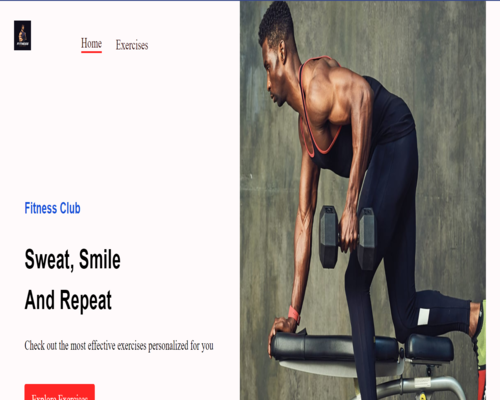 FITNESS
Home Exercises
Fitness Club
Sweat, Smile
And Repeat
Check out the most effective exercises personalized for you
Explore Exercises